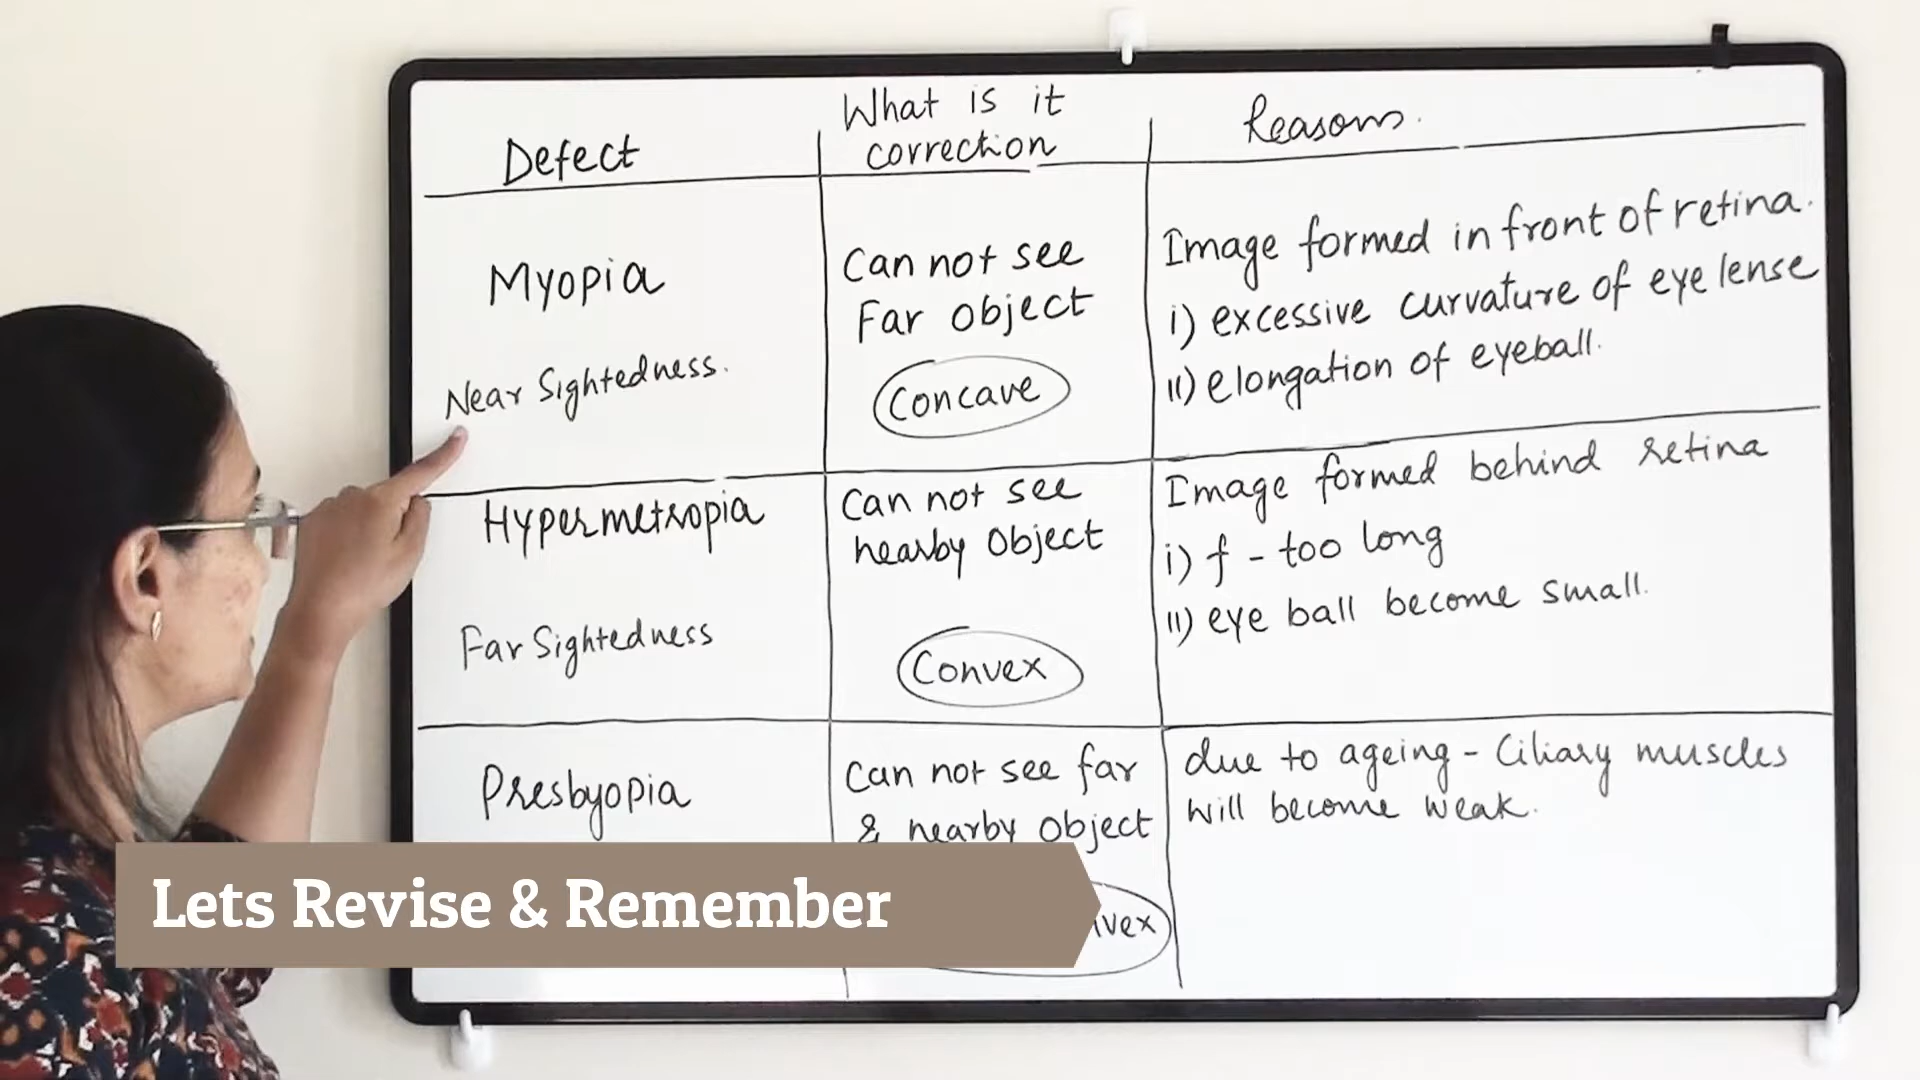 Defect
What is it
correction
Reasons.
Myopia
Near Sightedness.
Can not see
Far object
Concave
Image formed in front of retina.
i) excessive curvature of eye lense
ii) elongation of eyeball.
Hypermetropia
Far Sightedness
Can not see
nearby object
Convex
Image formed behind retina
i) f - too long
ii) eye ball become small.
Presbyopia
Can not see far
& nearby object
due to ageing - Ciliary muscles
will become weak.
Lets Revise & Remember